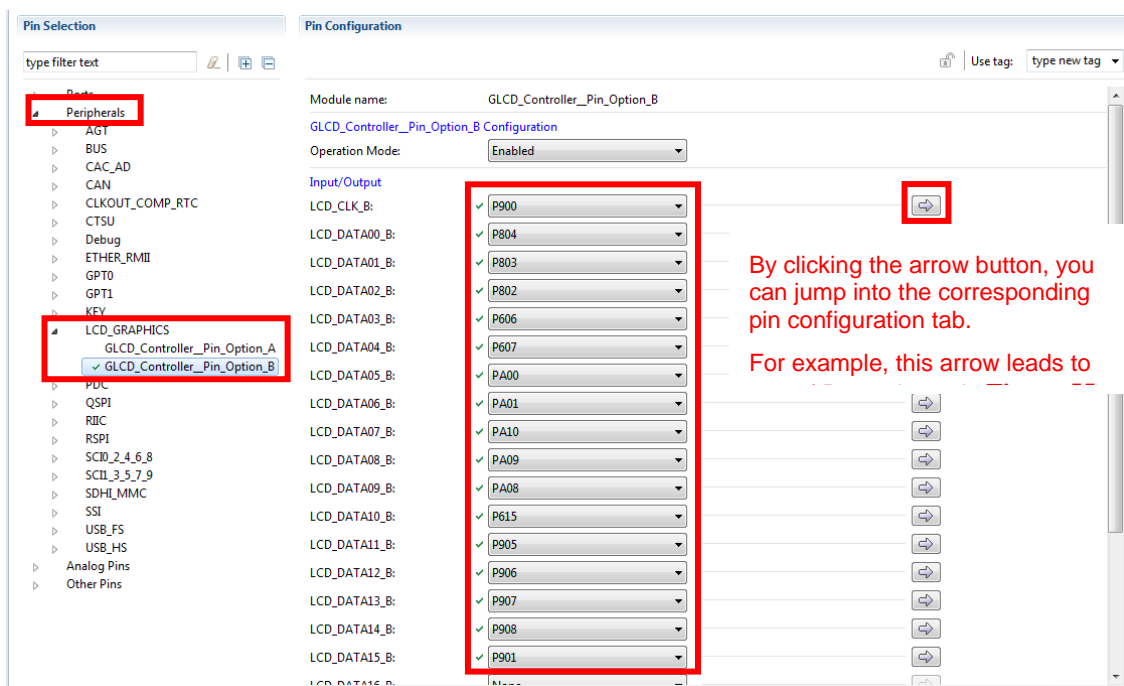 Pin Selection
Pin Configuration
type filter text
Use tag: type new tag
Ports
Peripherals
AGT
BUS
CAC_AD
CAN
CLKOUT_COMP_RTC
CTSU
Debug
ETHER_RMII
GPT0
GPT1
KEY
LCD_GRAPHICS
GLCD_Controller__Pin_Option_A
GLCD_Controller__Pin_Option_B
PDC
QSPI
RIIC
RSPI
SCI0_2_4_6_8
SCI1_3_5_7_9
SDHI_MMC
SSI
USB_FS
USB_HS
Analog Pins
Other Pins
Module name: GLCD_Controller__Pin_Option_B
GLCD_Controller__Pin_Option_B Configuration
Operation Mode: Enabled
Input/Output
LCD_CLK_B: P900
LCD_DATA00_B: P804
LCD_DATA01_B: P803
LCD_DATA02_B: P802
LCD_DATA03_B: P606
LCD_DATA04_B: P607
LCD_DATA05_B: PA00
LCD_DATA06_B: PA01
LCD_DATA07_B: PA10
LCD_DATA08_B: PA09
LCD_DATA09_B: PA08
LCD_DATA10_B: P615
LCD_DATA11_B: P905
LCD_DATA12_B: P906
LCD_DATA13_B: P907
LCD_DATA14_B: P908
LCD_DATA15_B: P901
LCD_DATA16_B: None
By clicking the arrow button, you
can jump into the corresponding
pin configuration tab.
For example, this arrow leads to